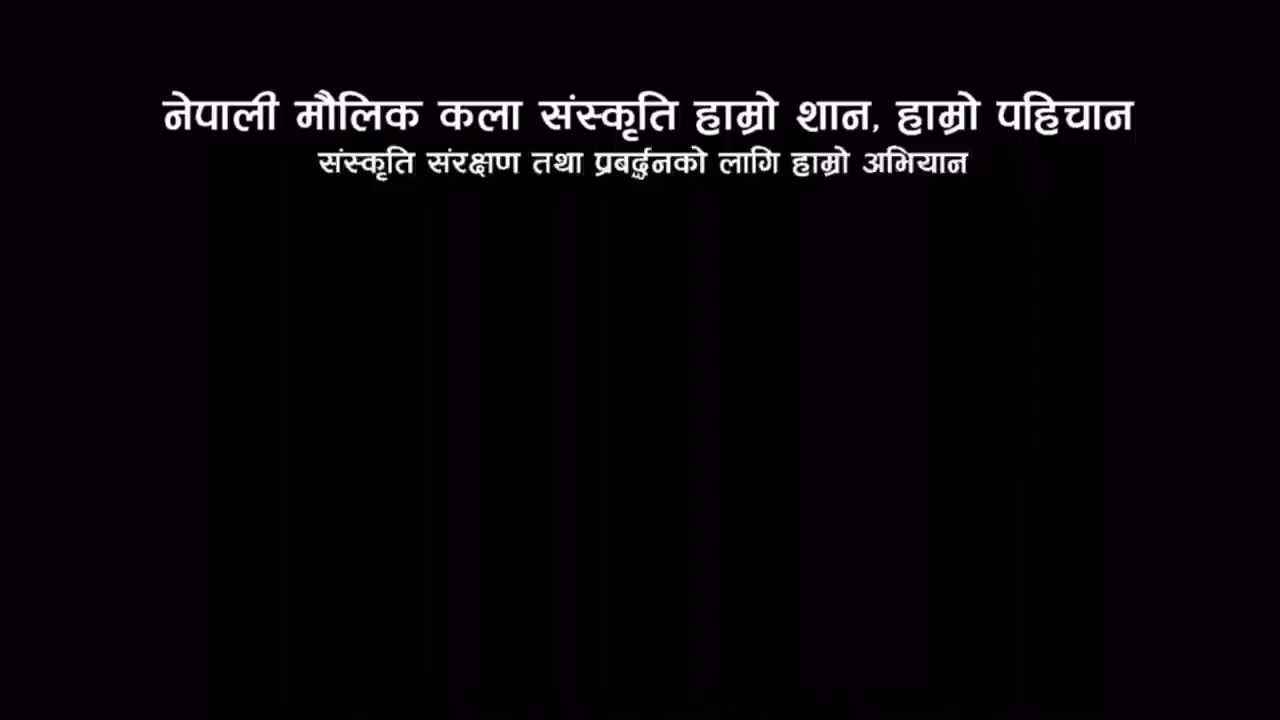 नेपाली मौलिक कला संस्कृति हाम्रो शान, हाम्रो पहिचान
संस्कृति संरक्षण तथा प्रबर्द्धनको लागि हाम्रो अभियान